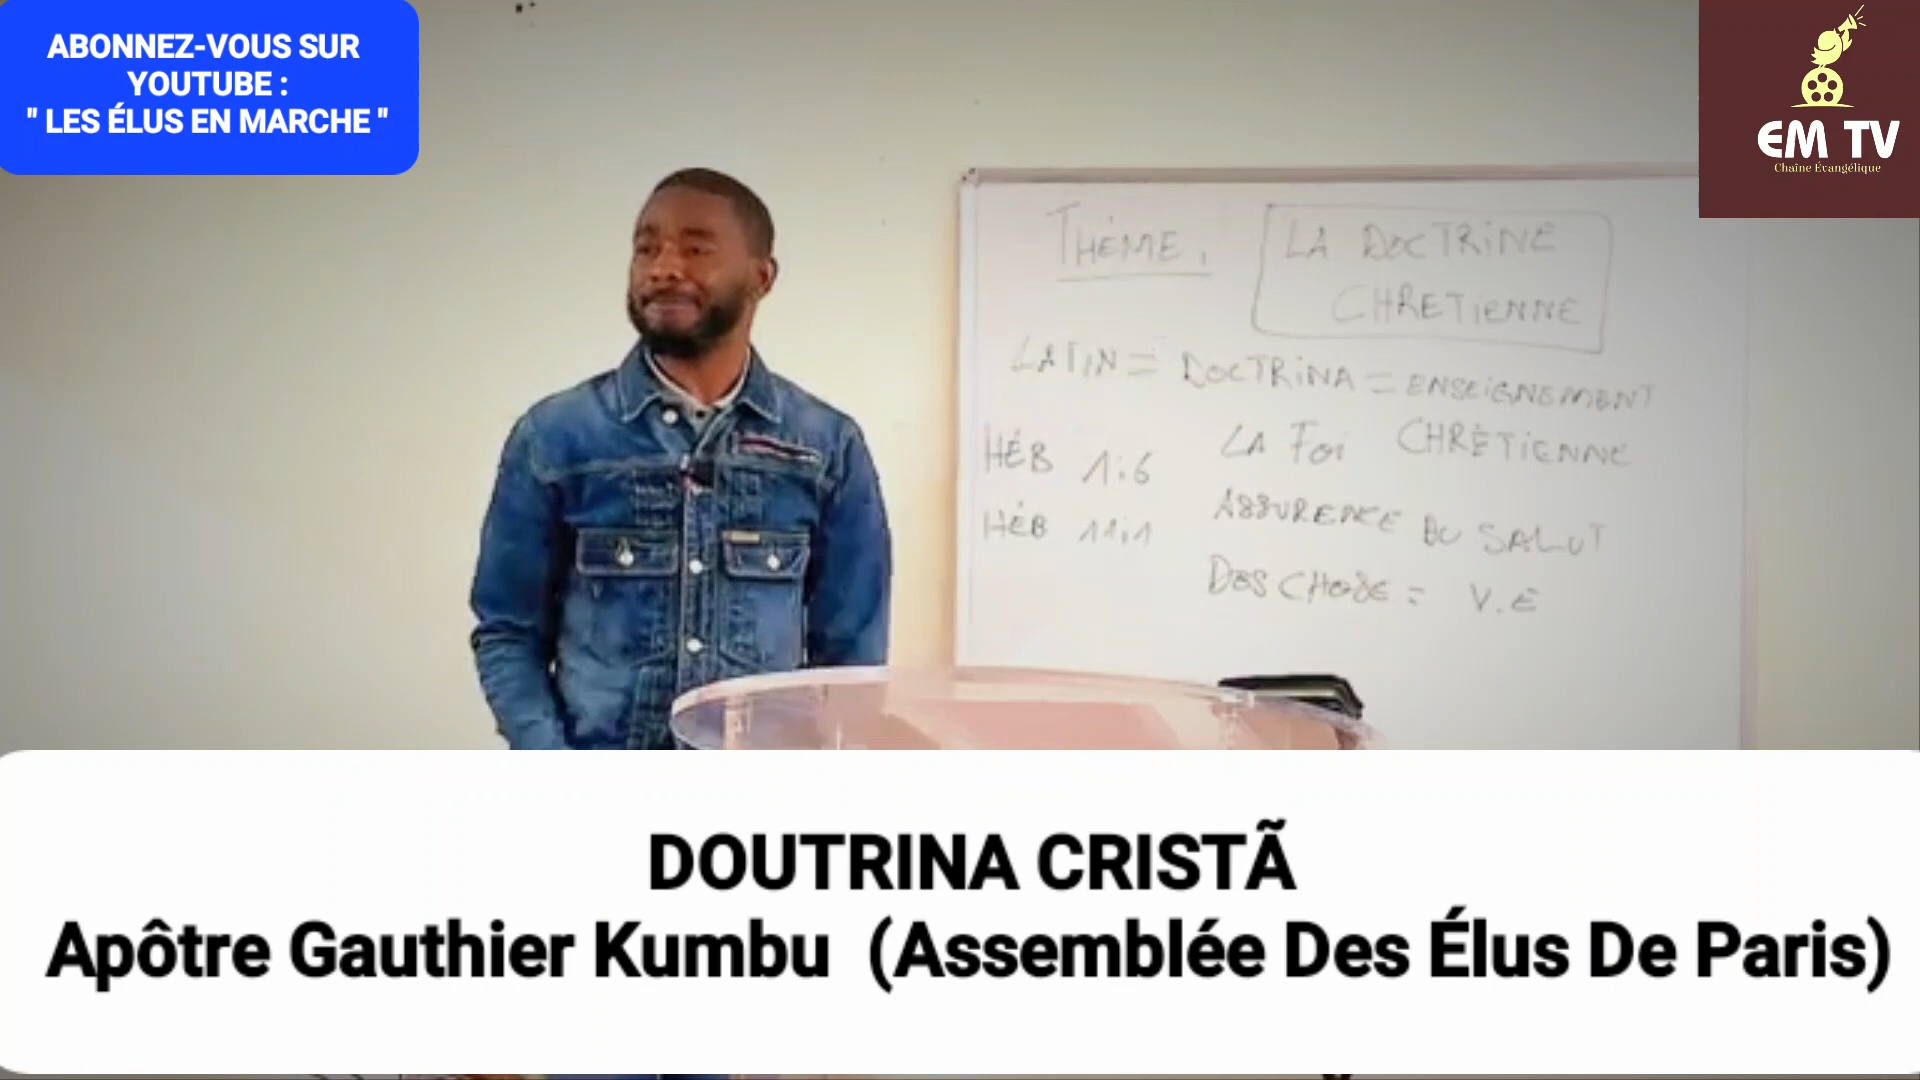 ABONNEZ-VOUS SUR
YOUTUBE :
" LES ÉLUS EN MARCHE "
EM TV
Chaîne Évangélique
THÈME : LA DOCTRINE
CHRETIENNE
LATIN = DOCTRINA = ENSEIGNEMENT
HÉB 1:6 LA FOI CHRÈTIENNE
HÉB 11:1 ASSURENCE DU SALUT
DES CHOSE = V.E
DOUTRINA CRISTÃ
Apôtre Gauthier Kumbu (Assemblée Des Élus De Paris)